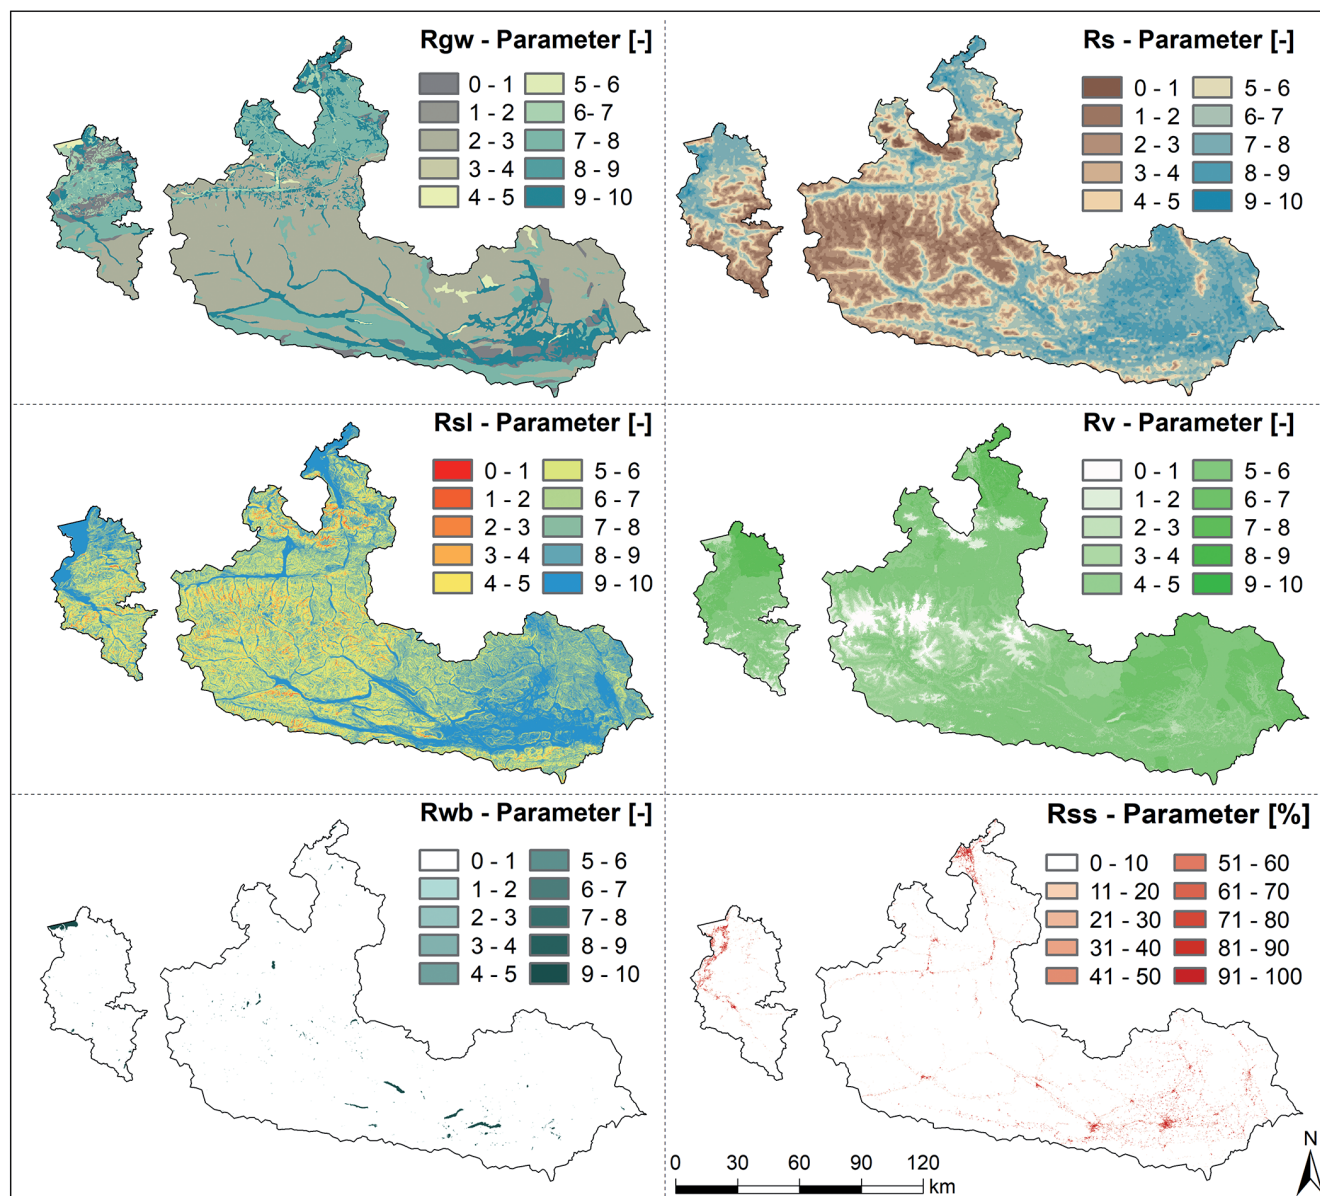 Rgw - Parameter [-]
0 - 1 5 - 6
1 - 2 6- 7
2 - 3 7 - 8
3 - 4 8 - 9
4 - 5 9 - 10
Rs - Parameter [-]
0 - 1 5 - 6
1 - 2 6- 7
2 - 3 7 - 8
3 - 4 8 - 9
4 - 5 9 - 10
Rsl - Parameter [-]
0 - 1 5 - 6
1 - 2 6 - 7
2 - 3 7 - 8
3 - 4 8 - 9
4 - 5 9 - 10
Rv - Parameter [-]
0 - 1 5 - 6
1 - 2 6 - 7
2 - 3 7 - 8
3 - 4 8 - 9
4 - 5 9 - 10
Rwb - Parameter [-]
0 - 1 5 - 6
1 - 2 6 - 7
2 - 3 7 - 8
3 - 4 8 - 9
4 - 5 9 - 10
Rss - Parameter [%]
0 - 10 51 - 60
11 - 20 61 - 70
21 - 30 71 - 80
31 - 40 81 - 90
41 - 50 91 - 100
N
0 30 60 90 120
km